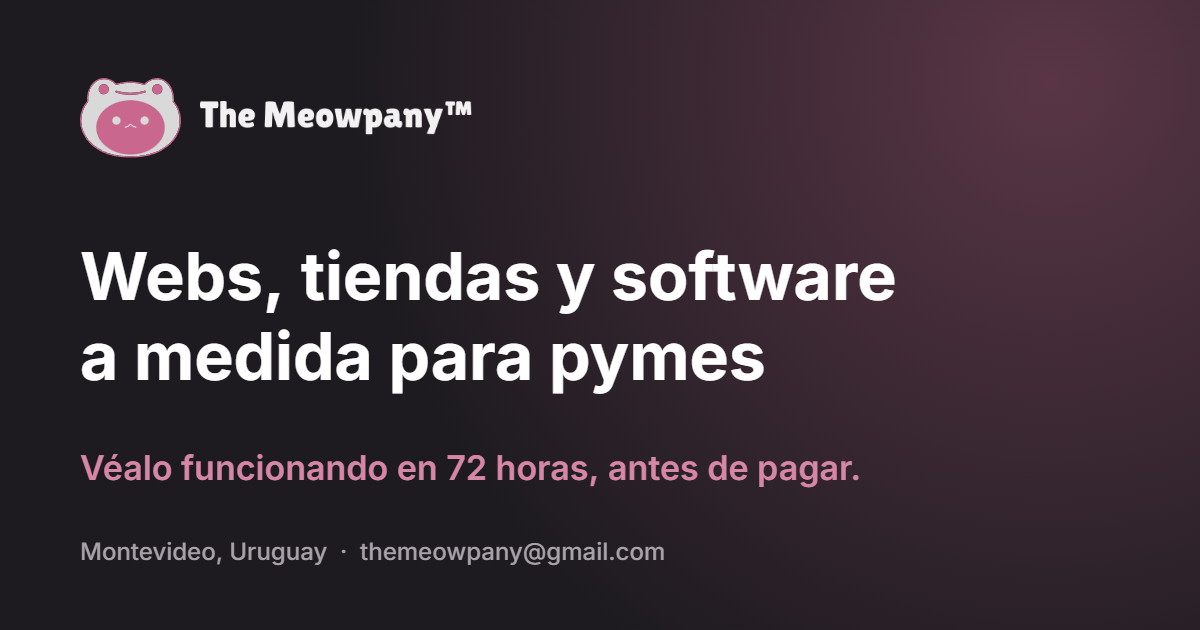 The Meowpany™
Webs, tiendas y software
a medida para pymes
Véalo funcionando en 72 horas, antes de pagar.
Montevideo, Uruguay · themeowpany@gmail.com